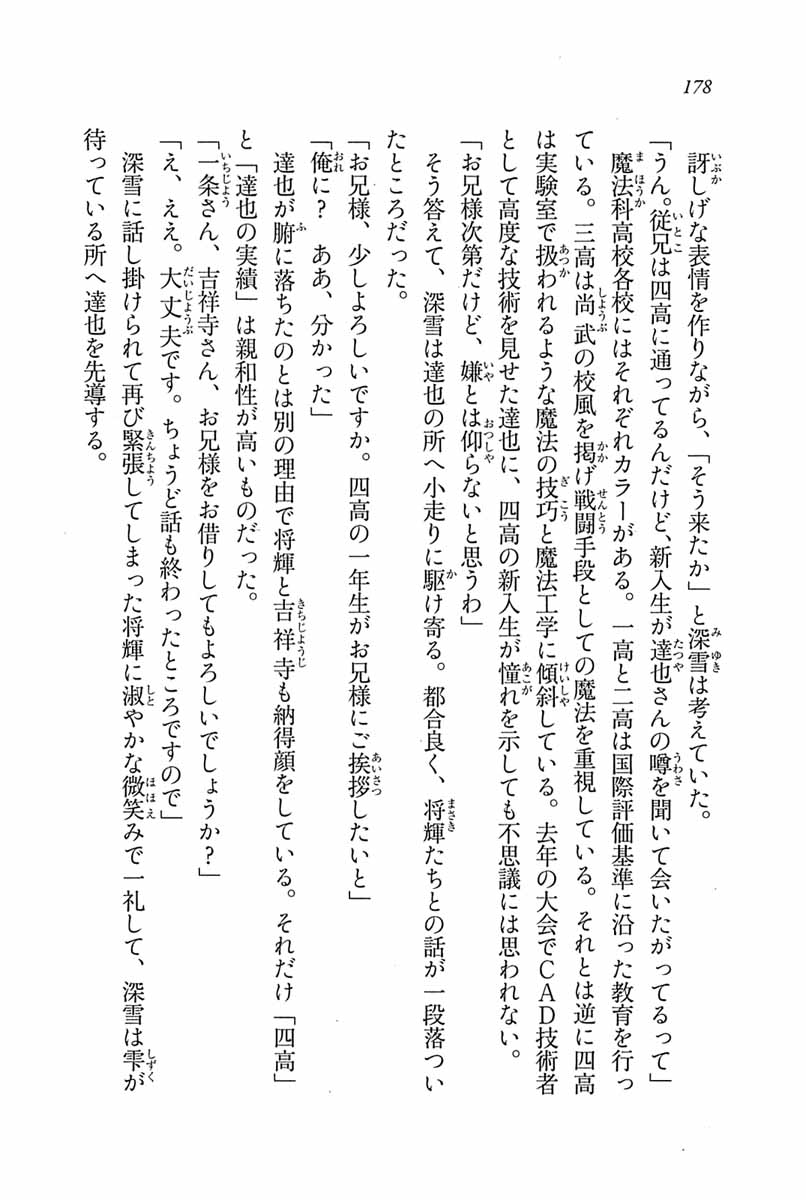 178
訝しげな表情を作りながら、「そう来たか」と深雪は考えていた。
「うん。従兄は四高に通ってるんだけど、新入生が達也さんの噂を聞いて会いたがってるって」
魔法科高校各校にはそれぞれカラーがある。一高と二高は国際評価基準に沿った教育を行っ
ている。三高は尚武の校風を掲げ戦闘手段としての魔法を重視している。それとは逆に四高
は実験室で扱われるような魔法の技巧と魔法工学に傾斜している。去年の大会でＣＡＤ技術者
として高度な技術を見せた達也に、四高の新入生が憧れを示しても不思議には思われない。
「お兄様次第だけど、嫌とは仰らないと思うわ」
そう答えて、深雪は達也の所へ小走りに駆け寄る。都合良く、将輝たちとの話が一段落つい
たところだった。
「お兄様、少しよろしいですか。四高の一年生がお兄様にご挨拶したいと」
「俺に？　ああ、分かった」
達也が腑に落ちたのとは別の理由で将輝と吉祥寺も納得顔をしている。それだけ「四高」
と「達也の実績」は親和性が高いものだった。
「一条さん、吉祥寺さん、お兄様をお借りしてもよろしいでしょうか？」
「え、ええ。大丈夫です。ちょうど話も終わったところですので」
深雪に話し掛けられて再び緊張してしまった将輝に淑やかな微笑みで一礼して、深雪は雫が
待っている所へ達也を先導する。